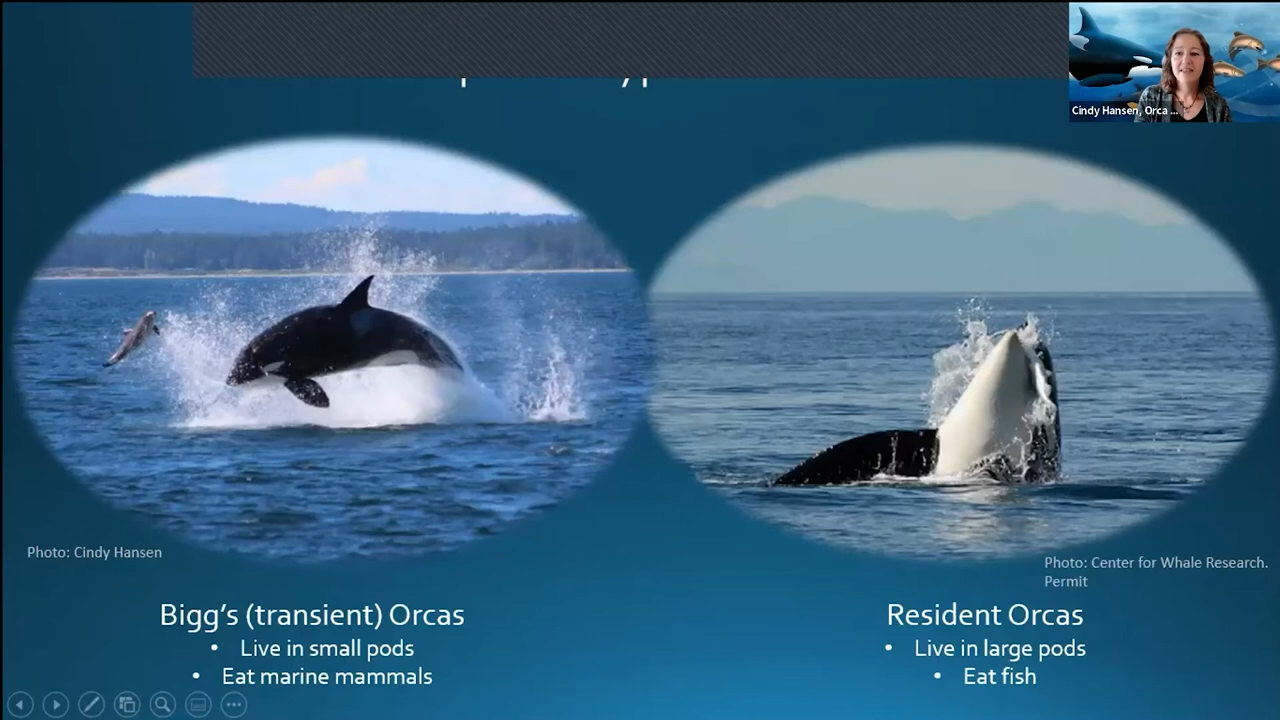 Cindy Hansen, Orca ...
Photo: Cindy Hansen
Photo: Center for Whale Research.
Permit
Bigg's (transient) Orcas
• Live in small pods
• Eat marine mammals
Resident Orcas
• Live in large pods
• Eat fish